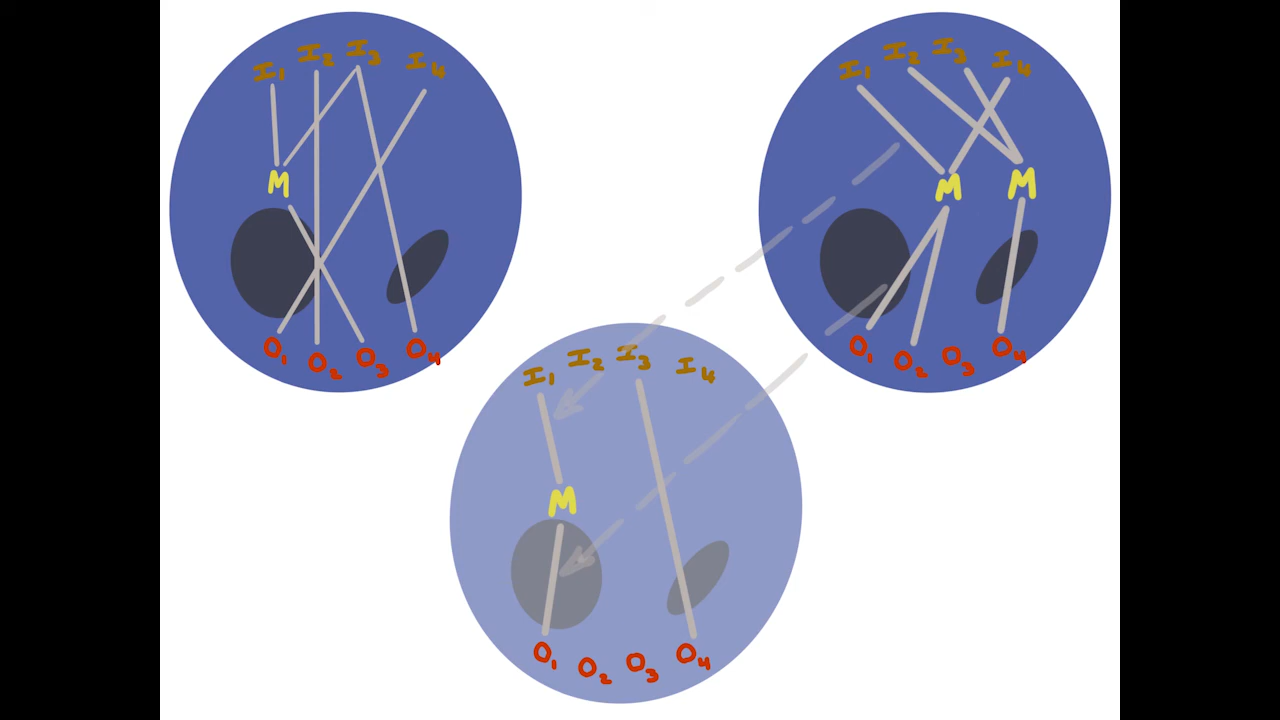 I₁ I₂ I₃ I₄
M
O₁ O₂ O₃ O₄
I₁ I₂ I₃ I₄
M M
O₁ O₂ O₃ O₄
I₁ I₂ I₃ I₄
M
O₁ O₂ O₃ O₄